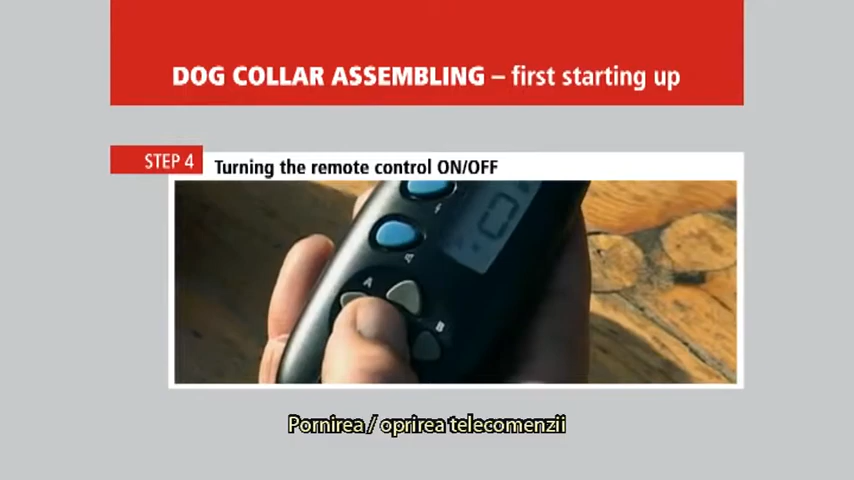 DOG COLLAR ASSEMBLING – first starting up
STEP 4
Turning the remote control ON/OFF
A
B
Pornirea / oprirea telecomenzii